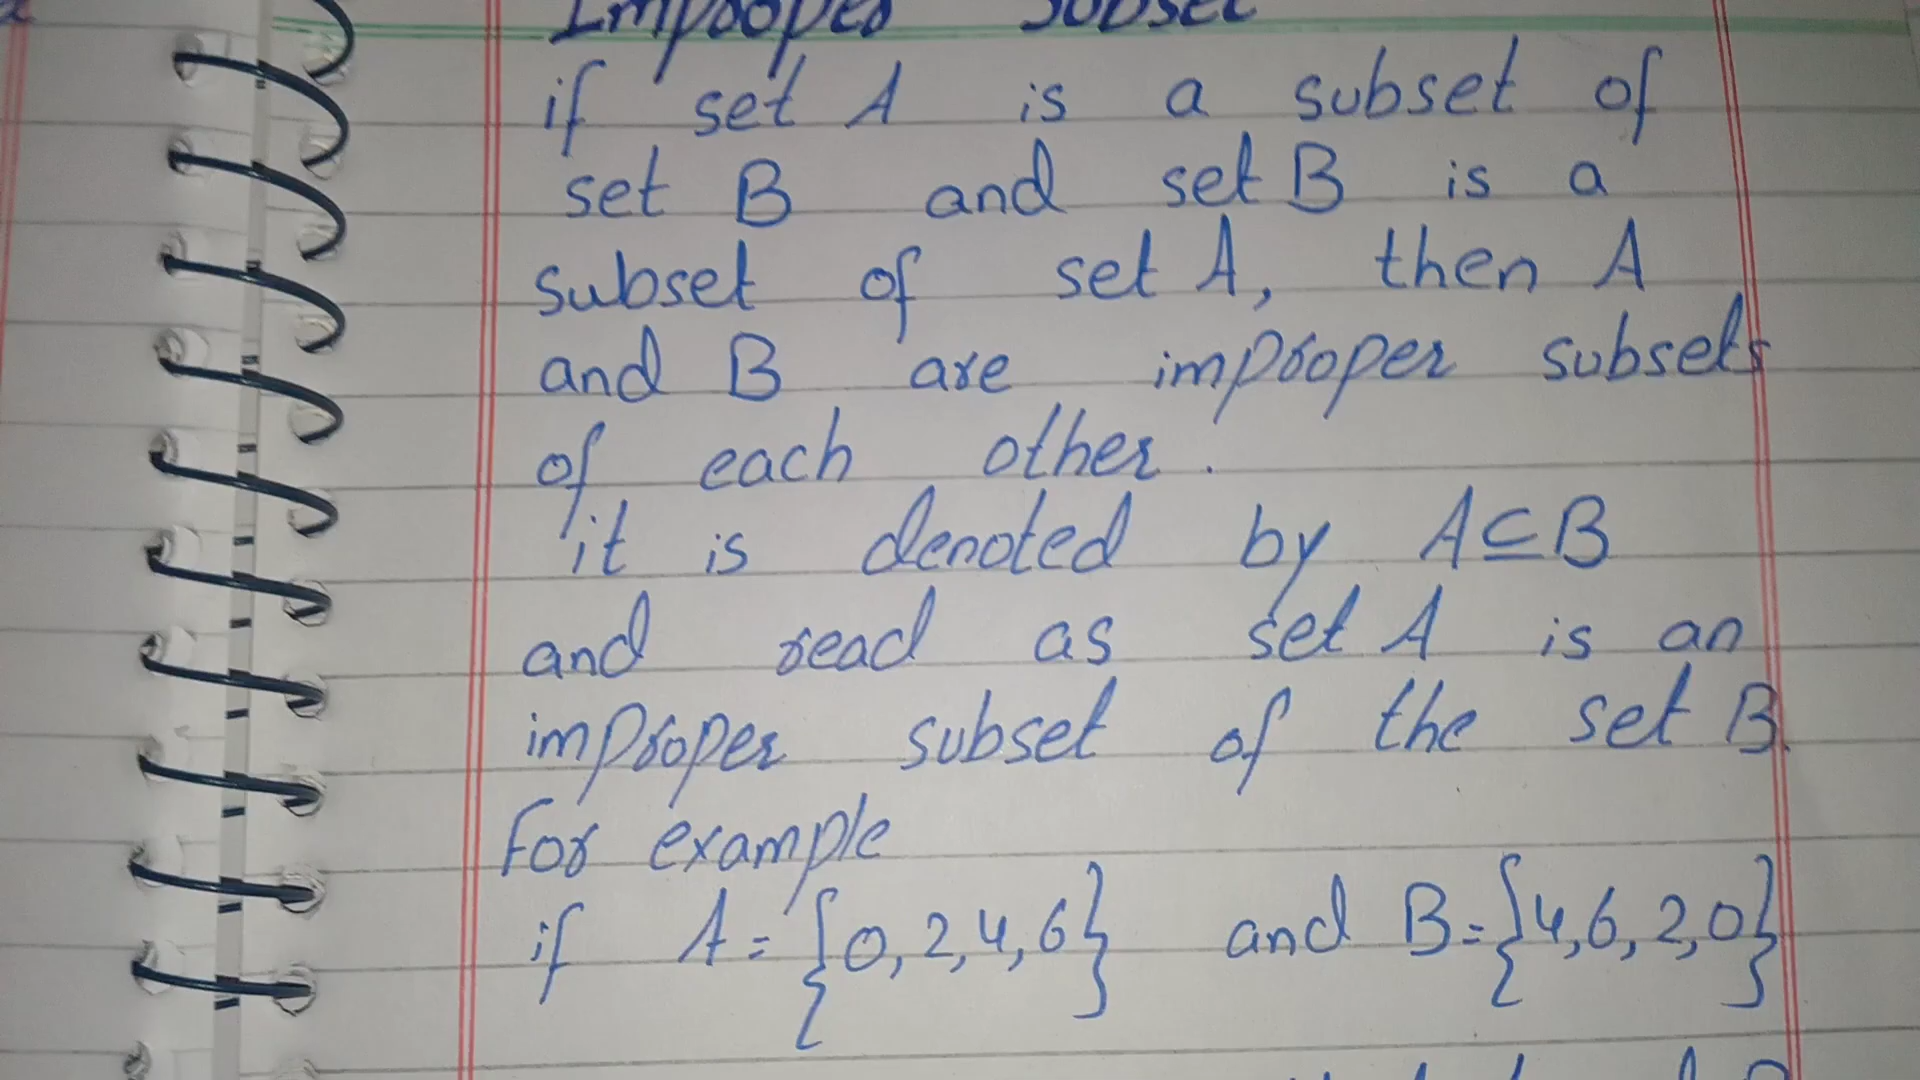 Improper Subset
if set A is a subset of
set B and set B is a
subset of set A, then A
and B are improper subsets
of each other.
it is denoted by A⊆B
and read as set A is an
improper subset of the set B.
For example
if A = {0, 2, 4, 6} and B = {4, 6, 2, 0}